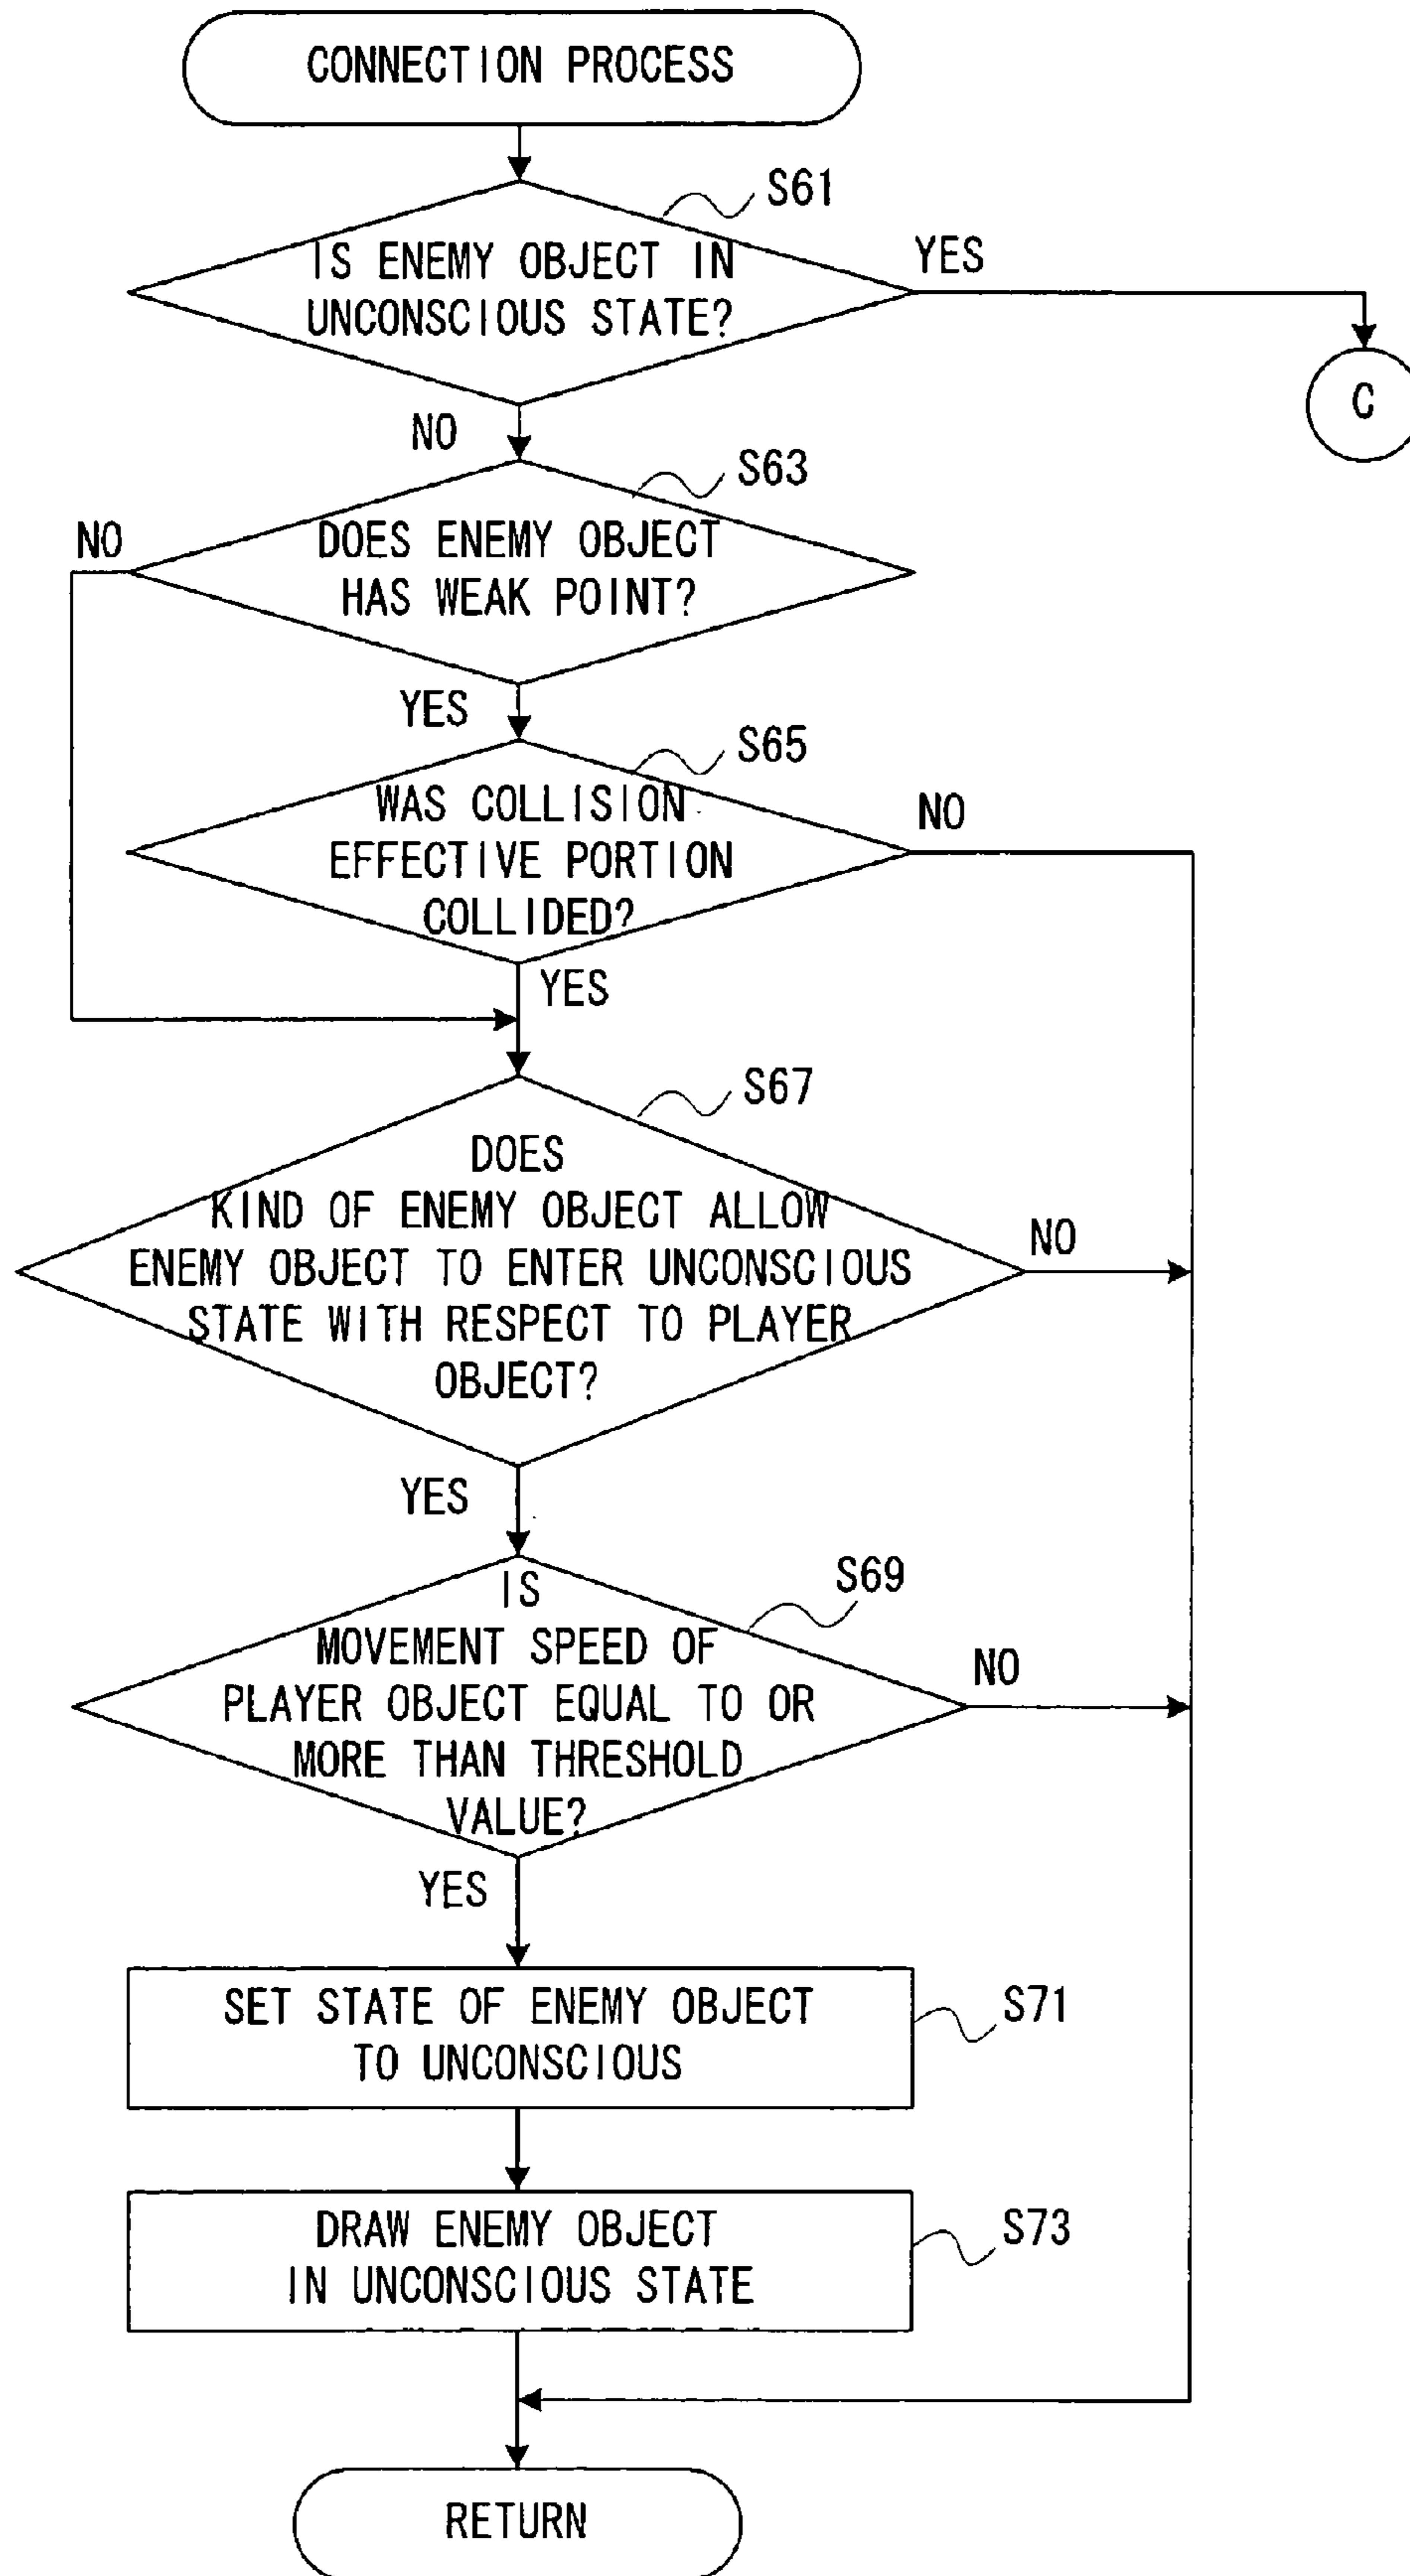 CONNECTION PROCESS
S61
IS ENEMY OBJECT IN
UNCONSCIOUS STATE?
YES
C
NO
S63
NO
DOES ENEMY OBJECT
HAS WEAK POINT?
YES
S65
WAS COLLISION
EFFECTIVE PORTION
COLLIDED?
NO
YES
S67
DOES
KIND OF ENEMY OBJECT ALLOW
ENEMY OBJECT TO ENTER UNCONSCIOUS
STATE WITH RESPECT TO PLAYER
OBJECT?
NO
YES
S69
IS
MOVEMENT SPEED OF
PLAYER OBJECT EQUAL TO OR
MORE THAN THRESHOLD
VALUE?
NO
YES
SET STATE OF ENEMY OBJECT
TO UNCONSCIOUS
S71
DRAW ENEMY OBJECT
IN UNCONSCIOUS STATE
S73
RETURN